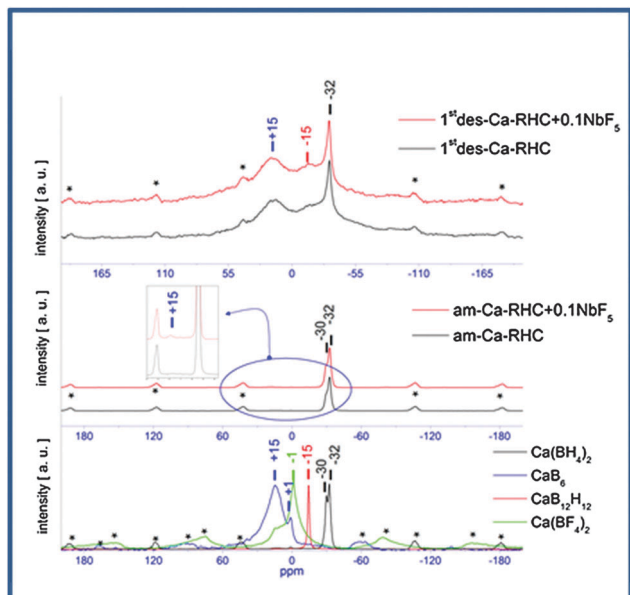 -32
+15
-15
1stdes-Ca-RHC+0.1NbF5
1stdes-Ca-RHC
* * * * *
intensity [ a. u. ]
165 110 55 0 -55 -110 -165
+15
-30
-32
am-Ca-RHC+0.1NbF5
am-Ca-RHC
* * * * *
intensity [ a. u. ]
180 120 60 0 -60 -120 -180
+15
+1
-1
-15
-30
-32
Ca(BH4)2
CaB6
CaB12H12
Ca(BF4)2
* * * * * * * * * * * *
intensity [ a. u. ]
180 120 60 0 -60 -120 -180
ppm